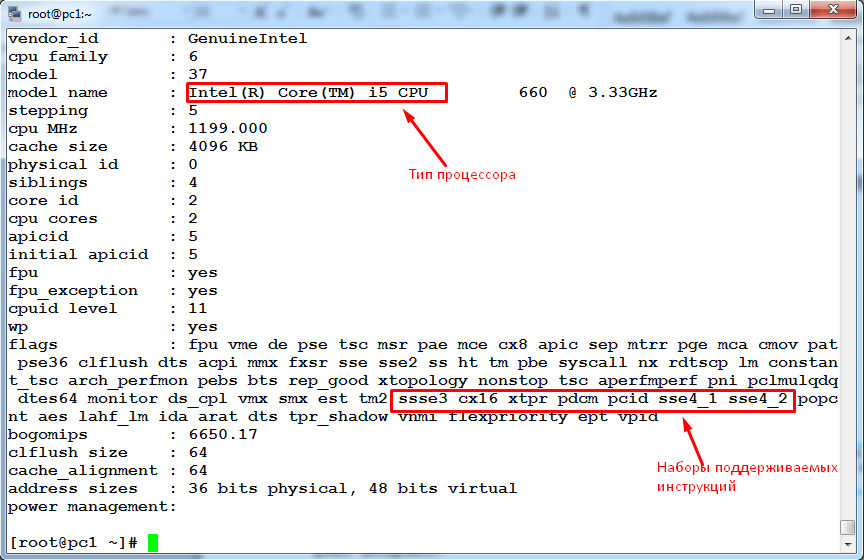 root@pc1:~
vendor_id : GenuineIntel
cpu family : 6
model : 37
model name : Intel(R) Core(TM) i5 CPU 660 @ 3.33GHz
stepping : 5
cpu MHz : 1199.000
cache size : 4096 KB
physical id : 0
Тип процессора
siblings : 4
core id : 2
cpu cores : 2
apicid : 5
initial apicid : 5
fpu : yes
fpu_exception : yes
cpuid level : 11
wp : yes
flags : fpu vme de pse tsc msr pae mce cx8 apic sep mtrr pge mca cmov pat
pse36 clflush dts acpi mmx fxsr sse sse2 ss ht tm pbe syscall nx rdtscp lm constan
t_tsc arch_perfmon pebs bts rep_good xtopology nonstop_tsc aperfmperf pni pclmulqdq
dtes64 monitor ds_cpl vmx smx est tm2 ssse3 cx16 xtpr pdcm pcid sse4_1 sse4_2 popc
nt aes lahf_lm ida arat dts tpr_shadow vnmi flexpriority ept vpid
bogomips : 6650.17
clflush size : 64
cache_alignment : 64
Наборы поддерживаемых
инструкций
address sizes : 36 bits physical, 48 bits virtual
power management:
[root@pc1 ~]#